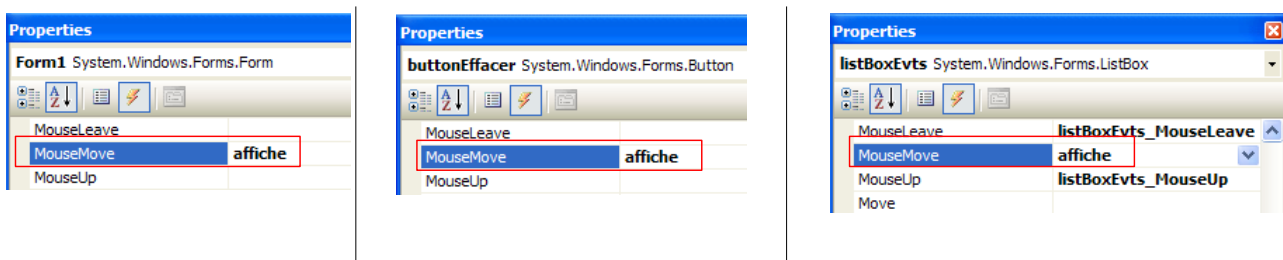 Properties
Form1 System.Windows.Forms.Form
MouseLeave
MouseMove affiche
MouseUp
Properties
buttonEffacer System.Windows.Forms.Button
MouseLeave
MouseMove affiche
MouseUp
Properties
listBoxEvts System.Windows.Forms.ListBox
MouseLeave listBoxEvts_MouseLeave
MouseMove affiche
MouseUp listBoxEvts_MouseUp
Move